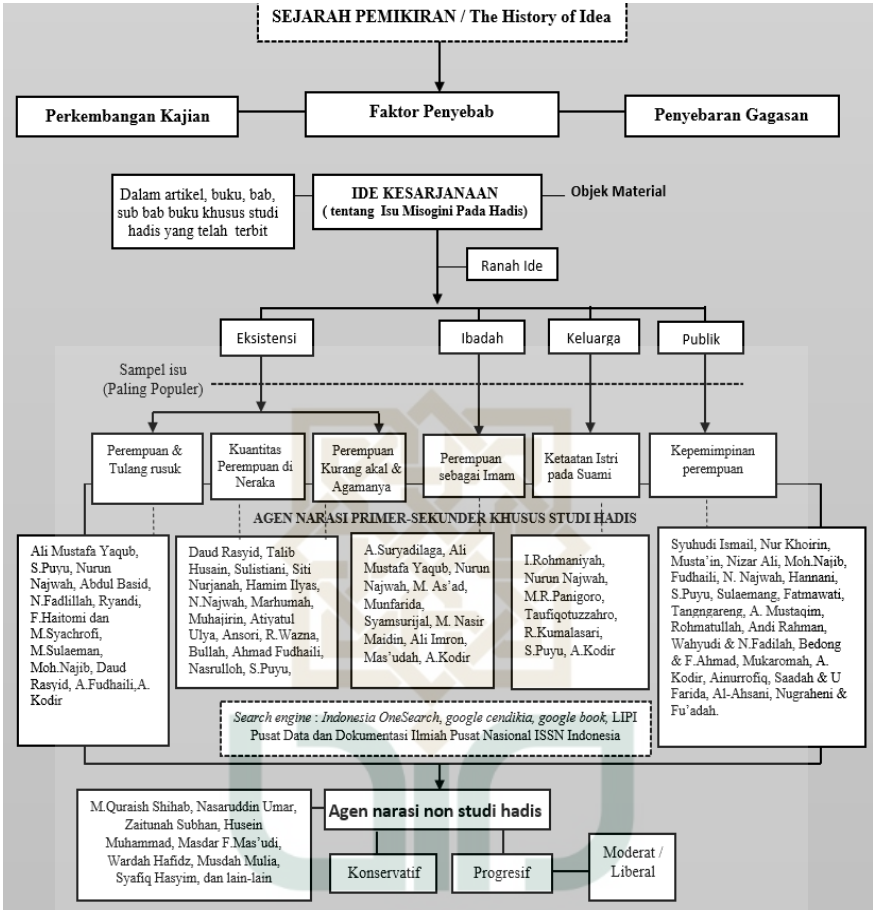 SEJARAH PEMIKIRAN / The History of Idea
Perkembangan Kajian
Faktor Penyebab
Penyebaran Gagasan
Dalam artikel, buku, bab,
sub bab buku khusus studi
hadis yang telah terbit
IDE KESARJANAAN
( tentang Isu Misogini Pada Hadis)
Objek Material
Ranah Ide
Eksistensi
Ibadah
Keluarga
Publik
Sampel isu
(Paling Populer)
Perempuan &
Tulang rusuk
Kuantitas
Perempuan di
Neraka
Perempuan
Kurang akal &
Agamanya
Perempuan
sebagai Imam
Ketaatan Istri
pada Suami
Kepemimpinan
perempuan
AGEN NARASI PRIMER-SEKUNDER KHUSUS STUDI HADIS
Ali Mustafa Yaqub,
S.Puyu, Nurun
Najwah, Abdul Basid,
N.Fadlillah, Ryandi,
F.Haitomi dan
M.Syachrofi,
M.Sulaeman,
Moh.Najib, Daud
Rasyid, A.Fudhaili,A.
Kodir
Daud Rasyid, Talib
Husain, Sulistiani, Siti
Nurjanah, Hamim Ilyas,
N.Najwah, Marhumah,
Muhajirin, Atiyatul
Ulya, Ansori, R.Wazna,
Bullah, Ahmad Fudhaili,
Nasrulloh, S.Puyu,
A.Suryadilaga, Ali
Mustafa Yaqub, Nurun
Najwah, M. As'ad,
Munfarida,
Syamsurijal, M. Nasir
Maidin, Ali Imron,
Mas'udah, A.Kodir
I.Rohmaniyah,
Nurun Najwah,
M.R.Panigoro,
Taufiqotuzzahro,
R.Kumalasari,
S.Puyu, A.Kodir
Syuhudi Ismail, Nur Khoirin,
Musta'in, Nizar Ali, Moh.Najib,
Fudhaili, N. Najwah, Hannani,
S.Puyu, Sulaemang, Fatmawati,
Tangngareng, A. Mustaqim,
Rohmatullah, Andi Rahman,
Wahyudi & N.Fadilah, Bedong
& F.Ahmad, Mukaromah, A.
Kodir, Ainurrofiq, Saadah & U
Farida, Al-Ahsani, Nugraheni &
Fu'adah.
Search engine : Indonesia OneSearch, google cendikia, google book, LIPI
Pusat Data dan Dokumentasi Ilmiah Pusat Nasional ISSN Indonesia
M.Quraish Shihab, Nasaruddin Umar,
Zaitunah Subhan, Husein
Muhammad, Masdar F.Mas'udi,
Wardah Hafidz, Musdah Mulia,
Syafiq Hasyim, dan lain-lain
Agen narasi non studi hadis
Konservatif
Progresif
Moderat /
Liberal